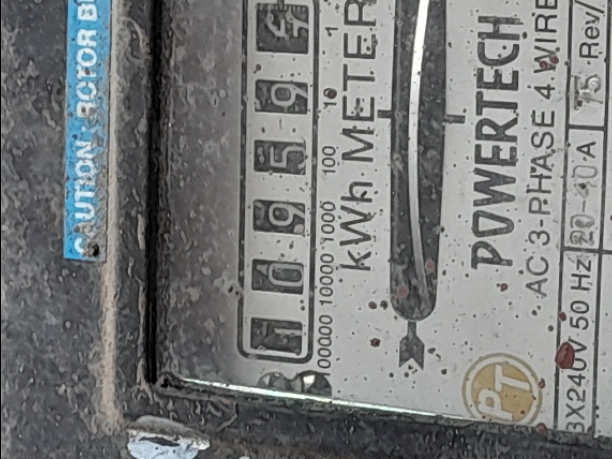 CAUTION ROTOR B
109594
100000 10000 1000 100 10 1
kWh METER
POWERTECH
AC 3-PHASE 4 WIRE
3X240V 50 Hz 20-40 A 75 Rev/
PT